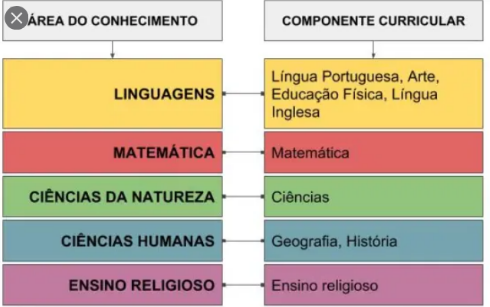 ÁREA DO CONHECIMENTO
COMPONENTE CURRICULAR
LINGUAGENS
Língua Portuguesa, Arte,
Educação Física, Língua
Inglesa
MATEMÁTICA
Matemática
CIÊNCIAS DA NATUREZA
Ciências
CIÊNCIAS HUMANAS
Geografia, História
ENSINO RELIGIOSO
Ensino religioso